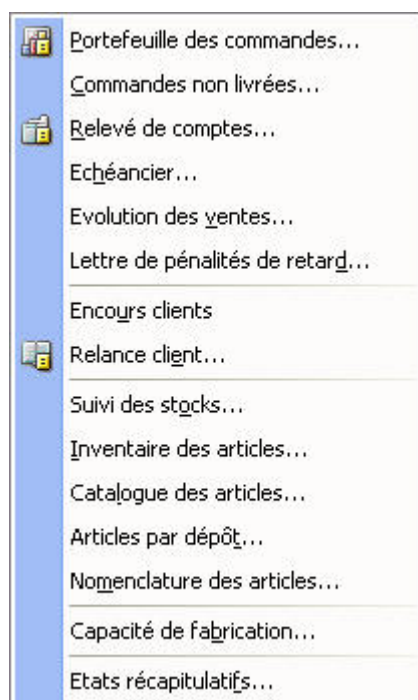 Portefeuille des commandes...
Commandes non livrées...
Relevé de comptes...
Echéancier...
Evolution des ventes...
Lettre de pénalités de retard...
Encours clients
Relance client...
Suivi des stocks...
Inventaire des articles...
Catalogue des articles...
Articles par dépôt...
Nomenclature des articles...
Capacité de fabrication...
Etats récapitulatifs...